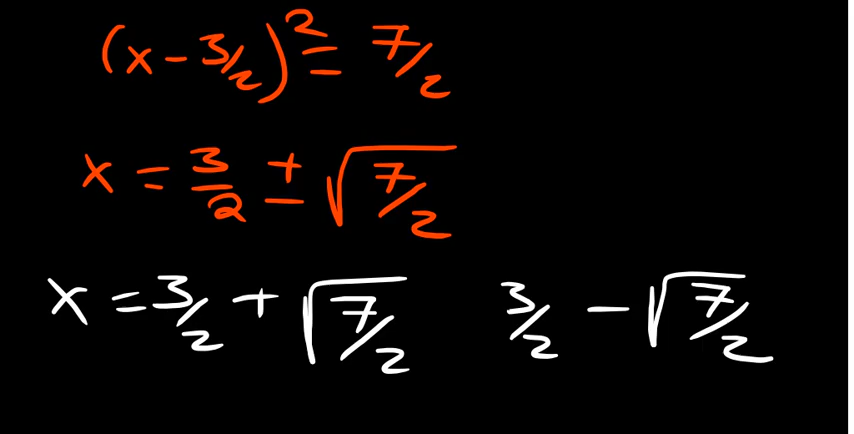 (x - 3/2)² = 7/2
x = 3/2 ± √7/2
x = 3/2 + √7/2 3/2 - √7/2